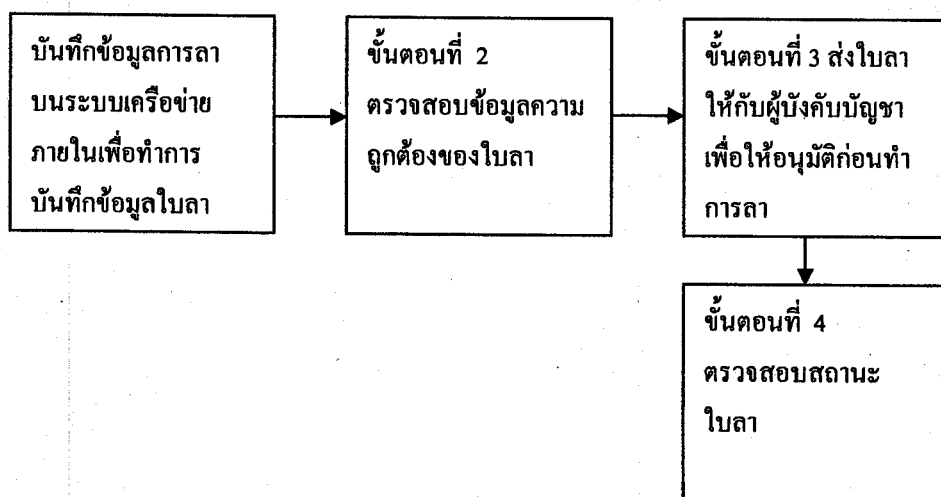 บันทึกข้อมูลการลา
บนระบบเครือข่าย
ภายในเพื่อทำการ
บันทึกข้อมูลใบลา
ขั้นตอนที่ 2
ตรวจสอบข้อมูลความ
ถูกต้องของใบลา
ขั้นตอนที่ 3 ส่งใบลา
ให้กับผู้บังคับบัญชา
เพื่อให้อนุมัติก่อนทำ
การลา
ขั้นตอนที่ 4
ตรวจสอบสถานะ
ใบลา